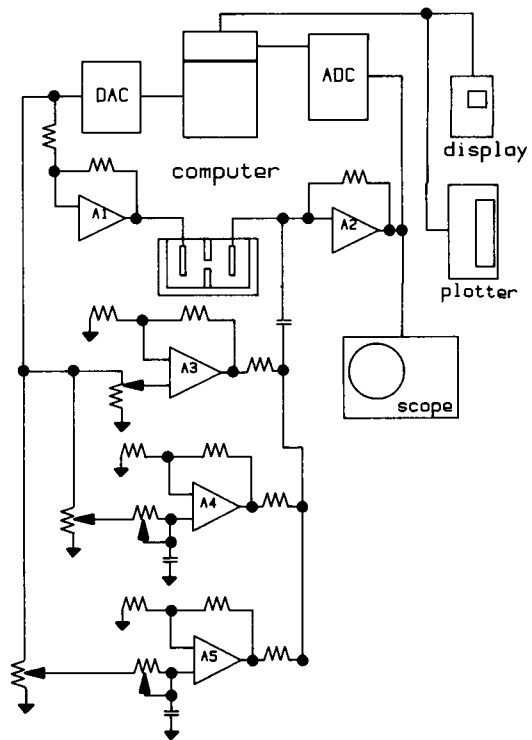 DAC
ADC
display
computer
A1
A2
plotter
A3
scope
A4
A5